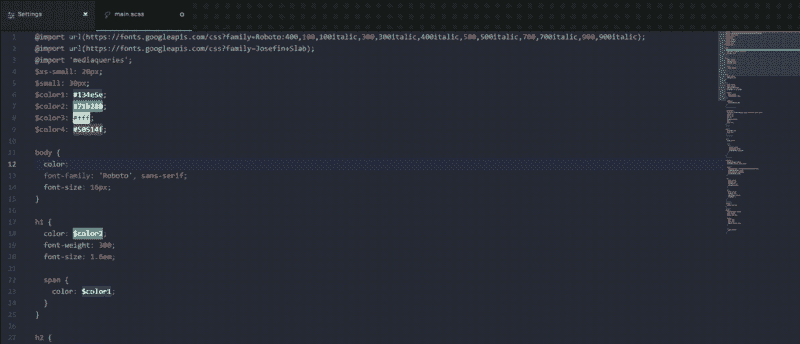 Settings
main.scss
1 @import url(https://fonts.googleapis.com/css?family=Roboto:400,100,100italic,300,300italic,400italic,500,500italic,700,700italic,900,900italic);
2 @import url(https://fonts.googleapis.com/css?family=Josefin+Slab);
3 @import 'mediaqueries';
4 $xs-small: 20px;
5 $small: 30px;
6 $color1: #134e5e;
7 $color2: #71b280;
8 $color3: #fff;
9 $color4: #50514f;
10
11 body {
12 color:
13 font-family: 'Roboto', sans-serif;
14 font-size: 16px;
15 }
16
17 h1 {
18 color: $color2;
19 font-weight: 300;
20 font-size: 1.8em;
21
22 span {
23 color: $color1;
24 }
25 }
26
27 h2 {